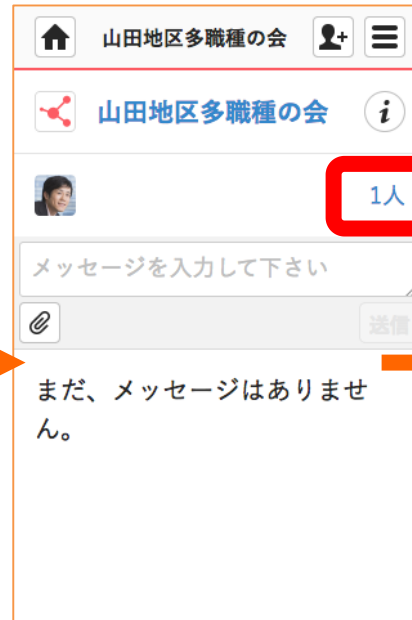 山田地区多職種の会
山田地区多職種の会
1人
メッセージを入力して下さい
送信
まだ、メッセージはありませ
ん。